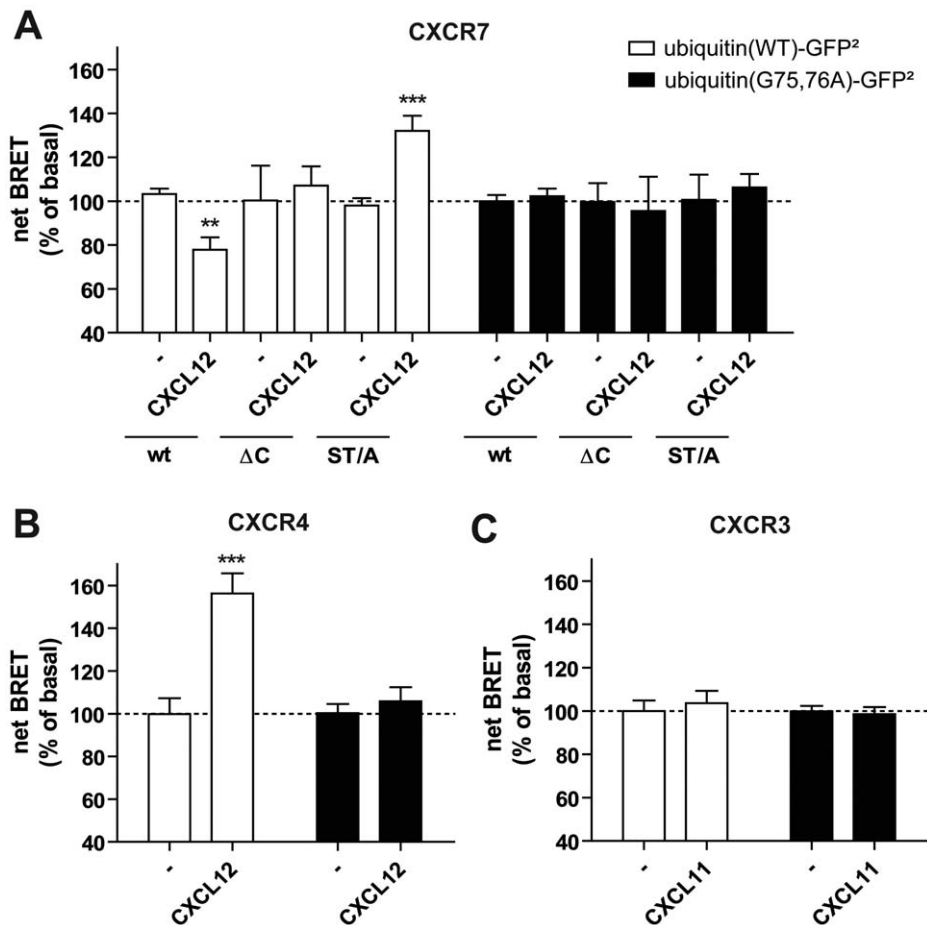 A
CXCR7
ubiquitin(WT)-GFP²
ubiquitin(G75,76A)-GFP²
net BRET
(% of basal)
160
140
120
100
80
60
40
**
***
- CXCL12 - CXCL12 - CXCL12 - CXCL12 - CXCL12 - CXCL12
wt ΔC ST/A wt ΔC ST/A
B
CXCR4
net BRET
(% of basal)
160
140
120
100
80
60
40
***
- CXCL12 - CXCL12
C
CXCR3
net BRET
(% of basal)
160
140
120
100
80
60
40
- CXCL11 - CXCL11